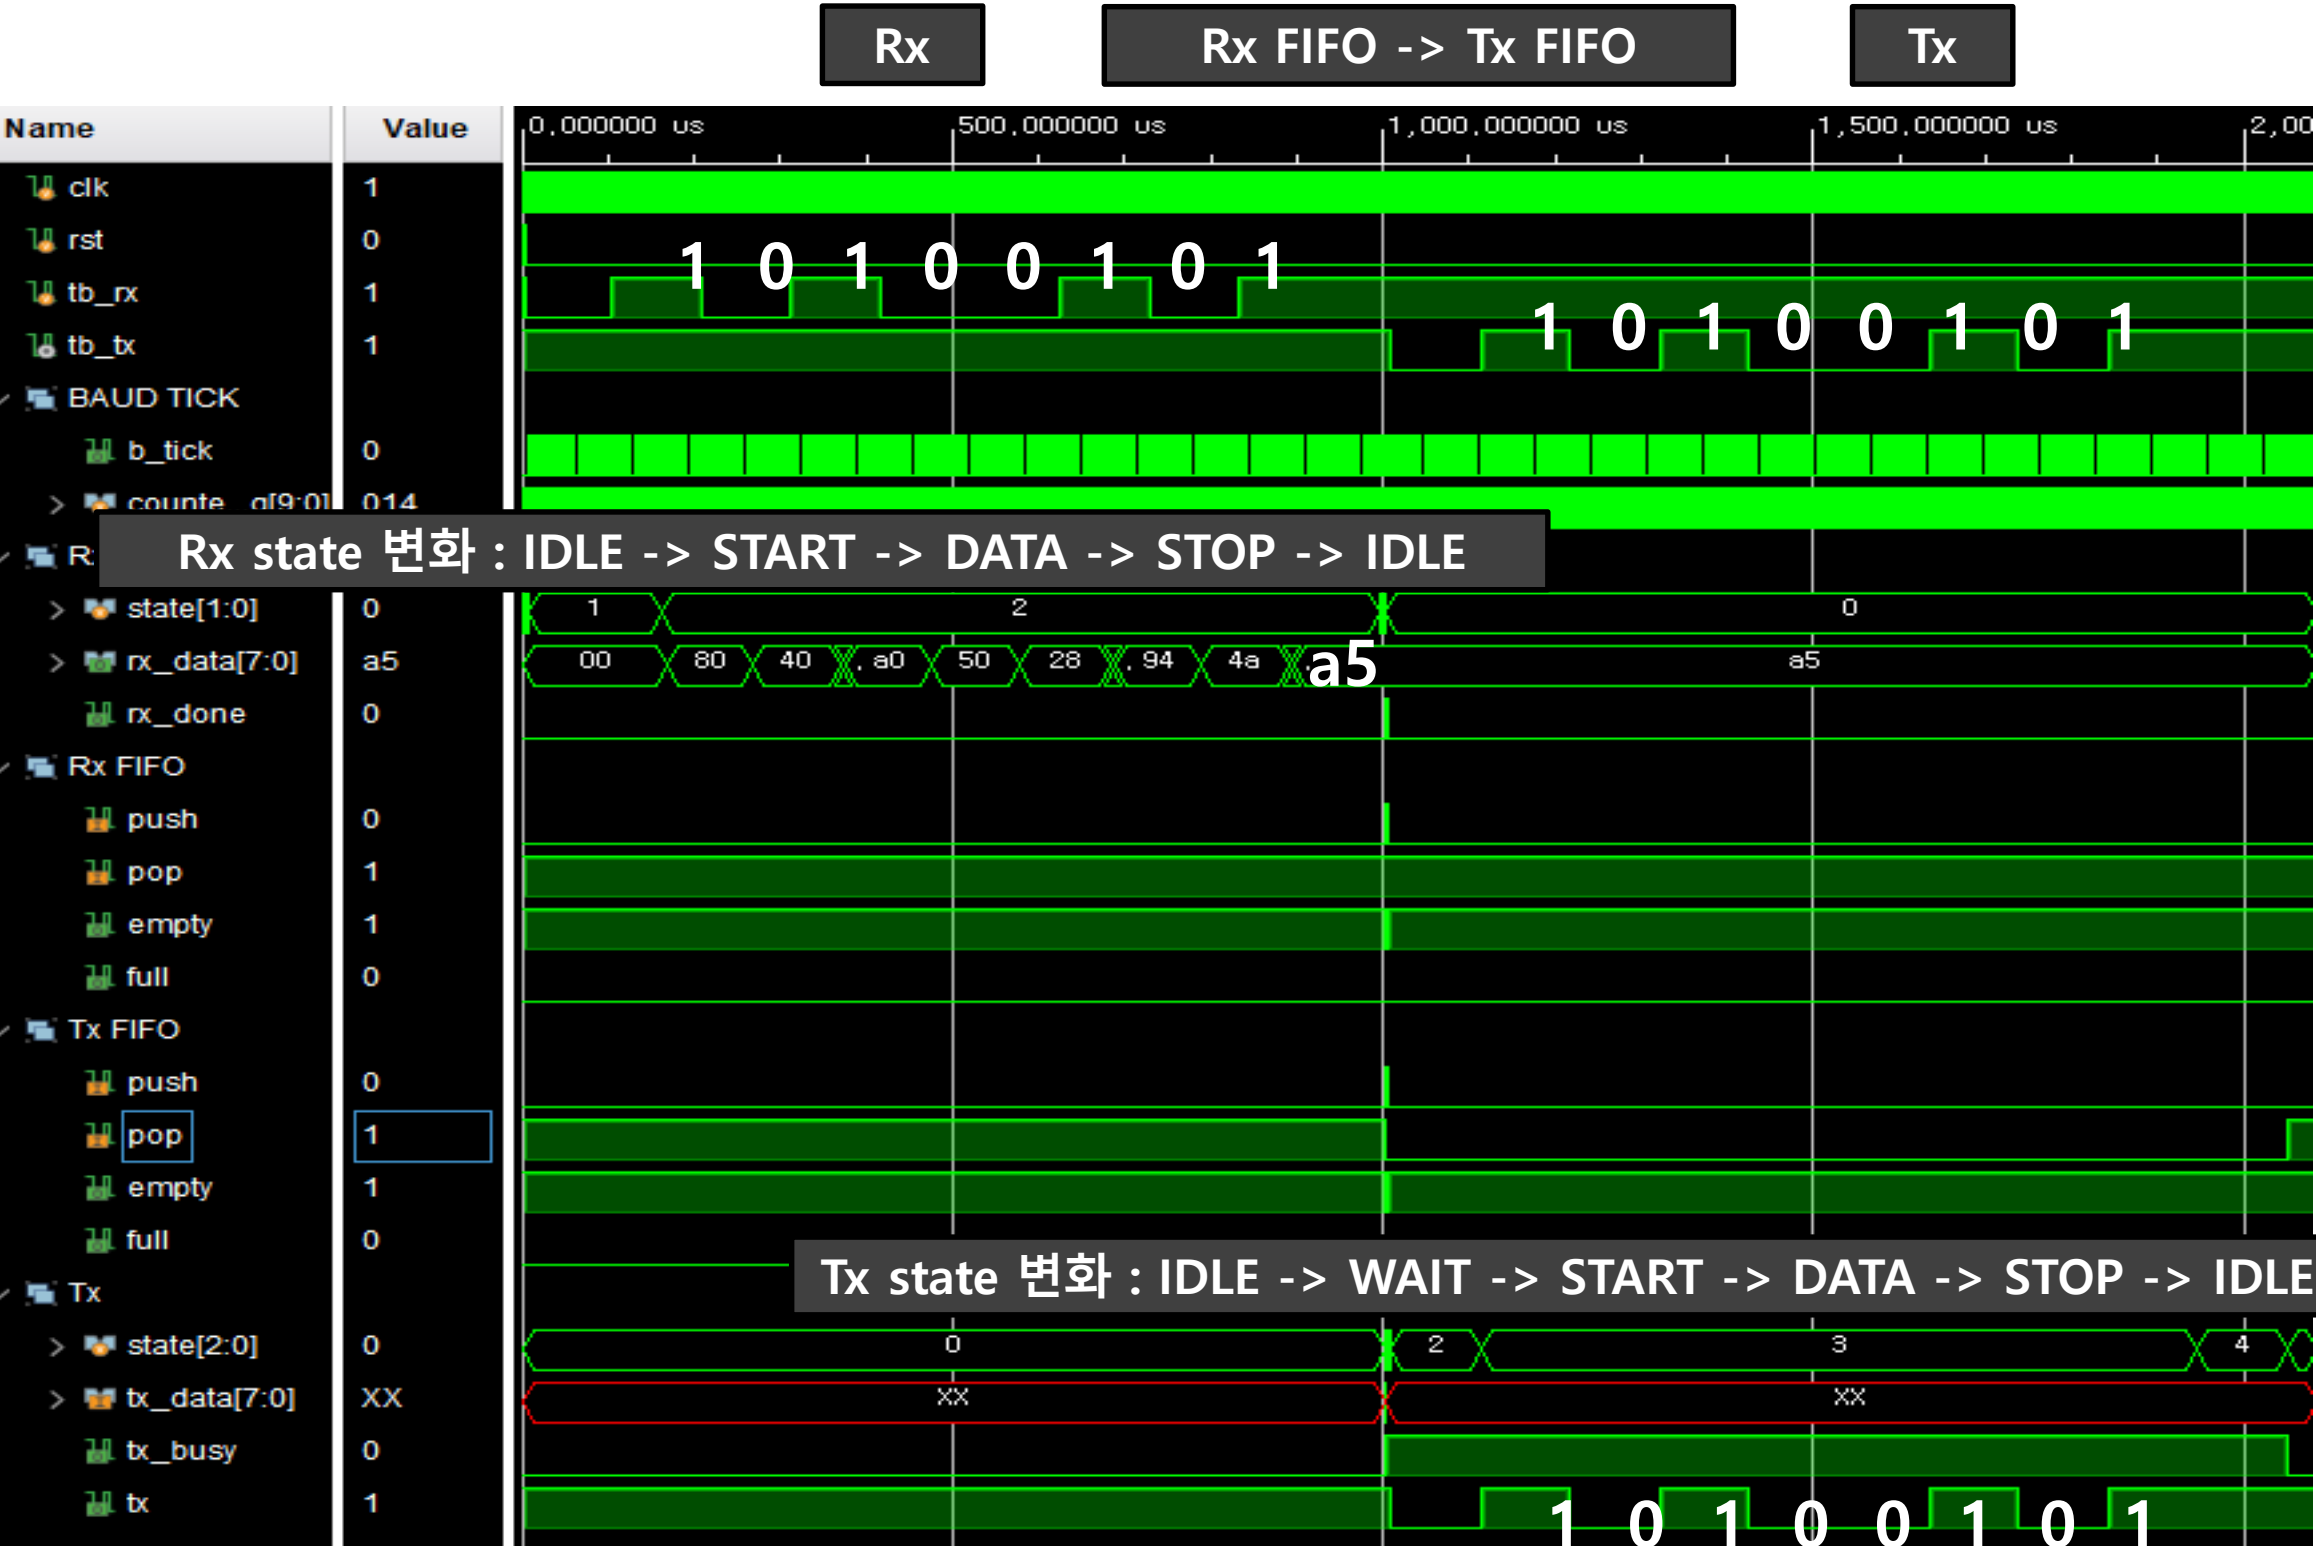 Rx
Rx FIFO -> Tx FIFO
Tx
Name Value 0,000000 us 500,000000 us 1,000,000000 us 1,500,000000 us 2,00
clk 1
rst 0
1 0 1 0 0 1 0 1
tb_rx 1
1 0 1 0 0 1 0 1
tb_tx 1
BAUD TICK
b_tick 0
counte q[9:0] 014
Rx state 변화 : IDLE -> START -> DATA -> STOP -> IDLE
state[1:0] 0 1 2 0
rx_data[7:0] a5 00 80 40 . a0 50 28 . 94 4a . a5 a5
rx_done 0
Rx FIFO
push 0
pop 1
empty 1
full 0
Tx FIFO
push 0
pop 1
empty 1
full 0
Tx state 변화 : IDLE -> WAIT -> START -> DATA -> STOP -> IDLE
Tx
state[2:0] 0 0 2 3 4
tx_data[7:0] XX XX XX
tx_busy 0
tx 1 1 0 1 0 0 1 0 1